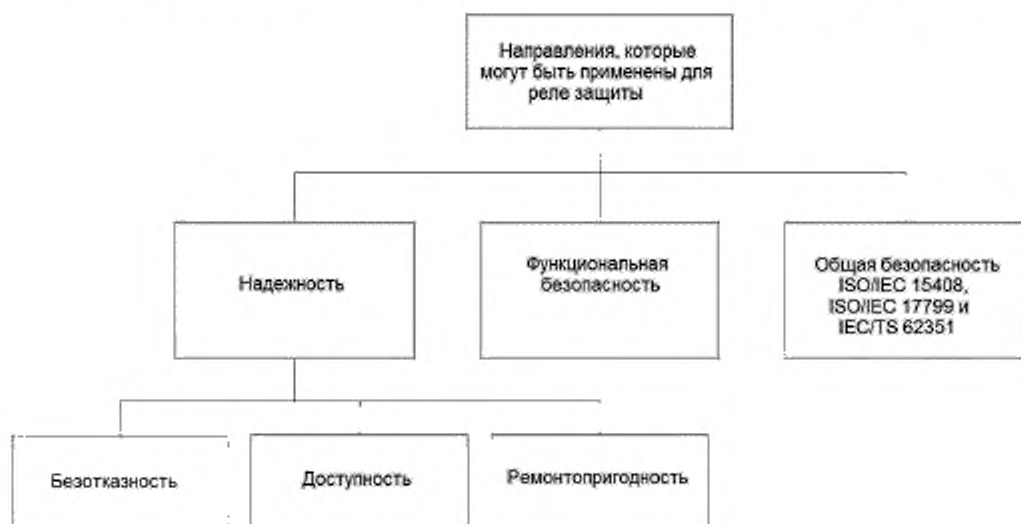 Направления, которые
могут быть применены для
реле защиты
Надежность
Функциональная
безопасность
Общая безопасность
ISO/IEC 15408,
ISO/IEC 17799 и
IEC/TS 62351
Безотказность
Доступность
Ремонтопригодность